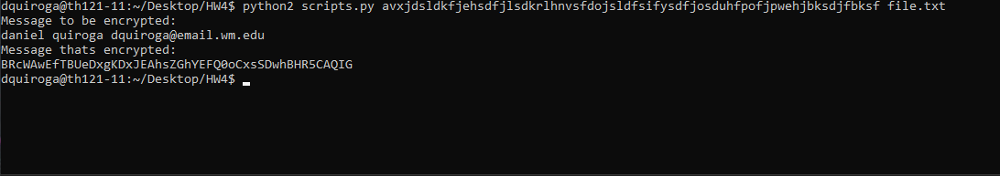 dquiroga@th121-11:~/Desktop/HW4$ python2 scripts.py avxjdsldkfjehsdfjlsdkrlhnvsfdojsldfsifysdfjosduhfpofjpwehjbksdjfbksf file.txt
Message to be encrypted:
daniel quiroga dquiroga@email.wm.edu
Message thats encrypted:
BRcWAwEfTBUeDxgKDxJEAhsZGhYEFQ0oCxsSDwhBHR5CAQIG
dquiroga@th121-11:~/Desktop/HW4$